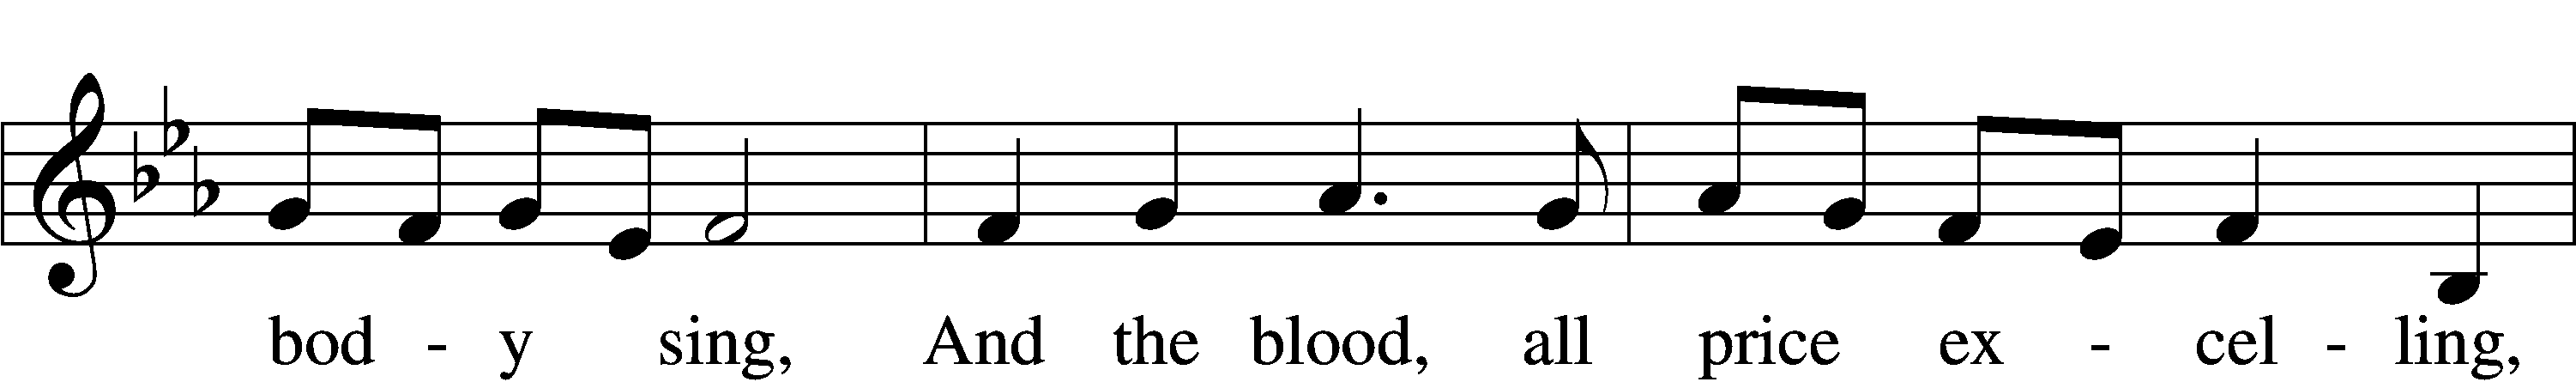 bod - y sing, And the blood, all price ex - cel - ling,